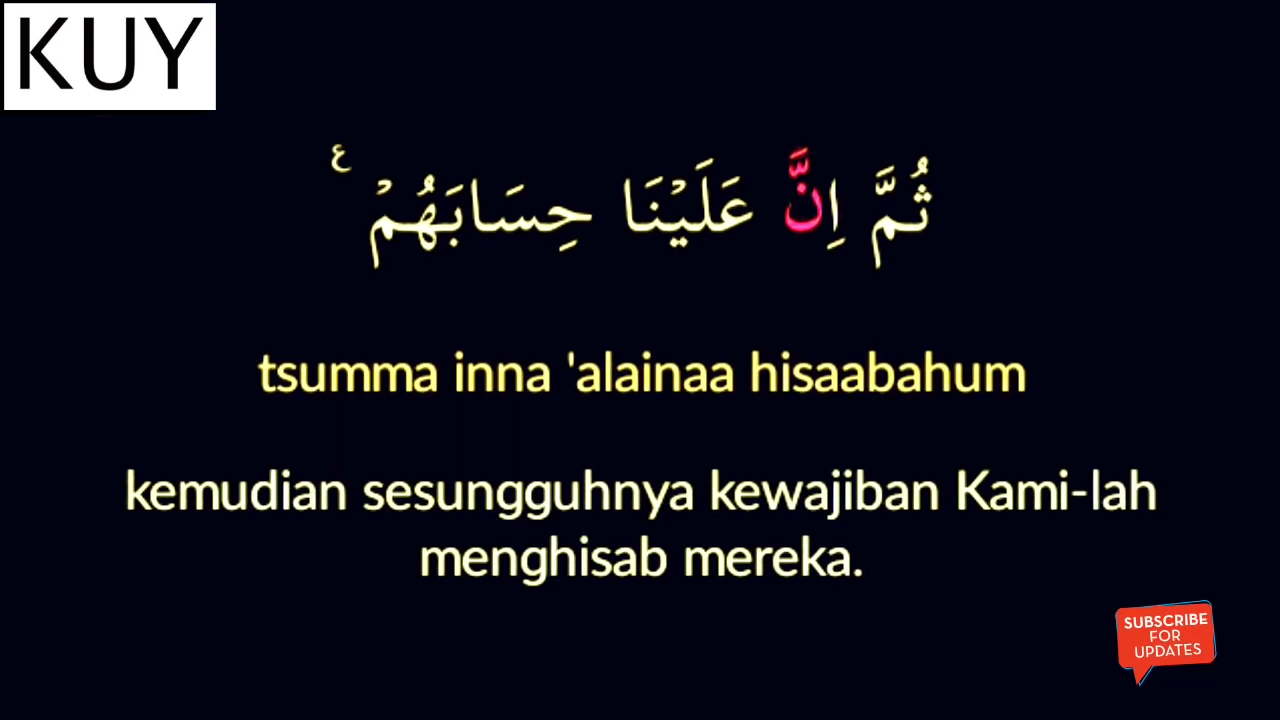 KUY
ثُمَّ اِنَّ عَلَيْنَا حِسَابَهُمْ ࣖ
tsumma inna 'alainaa hisaabahum
kemudian sesungguhnya kewajiban Kami-lah
menghisab mereka.
SUBSCRIBE
FOR
UPDATES